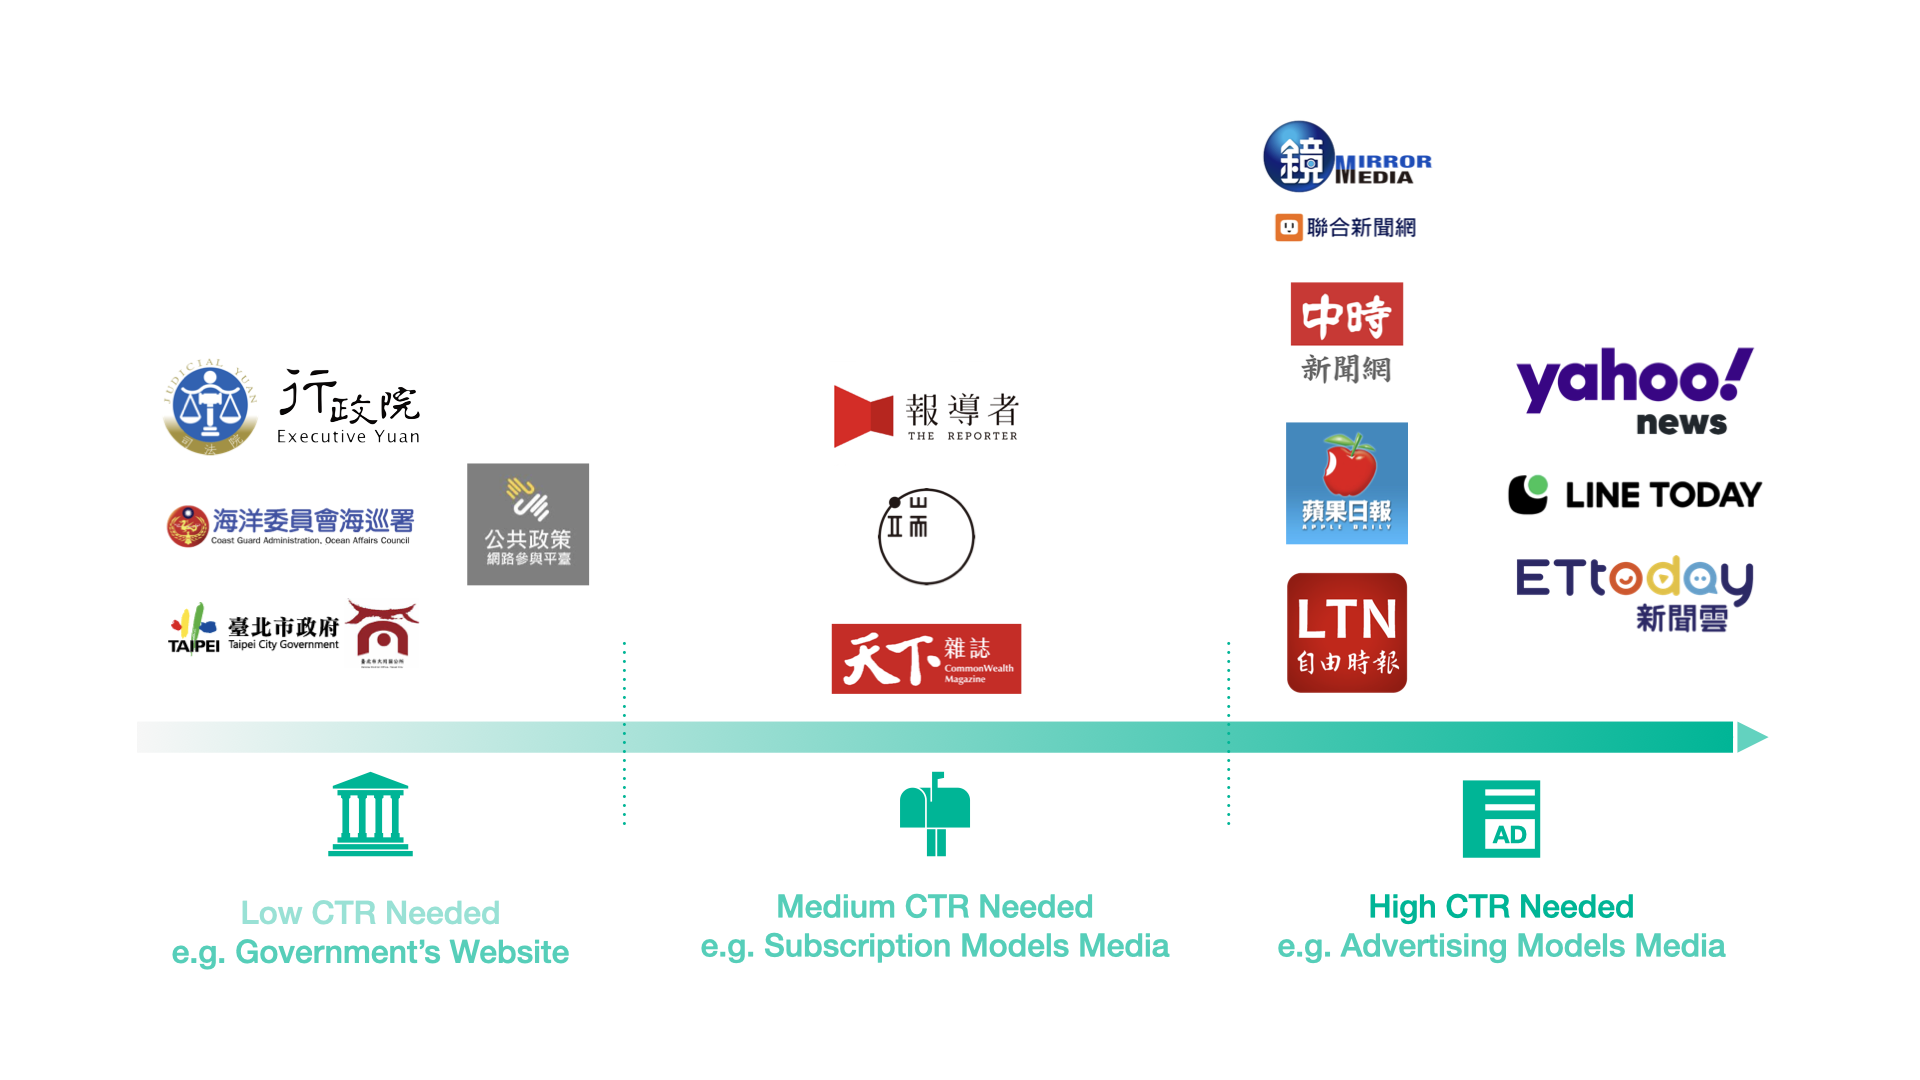 JUDICIAL YUAN
司法院
行政院
Executive Yuan
海洋委員會海巡署
Coast Guard Administration, Ocean Affairs Council
TAIPEI
臺北市政府
Taipei City Government
公共政策
網路參與平臺
報導者
THE REPORTER
端
天下雜誌
CommonWealth
Magazine
鏡
MIRROR
MEDIA
聯合新聞網
中時
新聞網
蘋果日報
APPLE DAILY
LTN
自由時報
yahoo!
news
LINE TODAY
ETtoday
新聞雲
AD
Low CTR Needed
e.g. Government’s Website
Medium CTR Needed
e.g. Subscription Models Media
High CTR Needed
e.g. Advertising Models Media